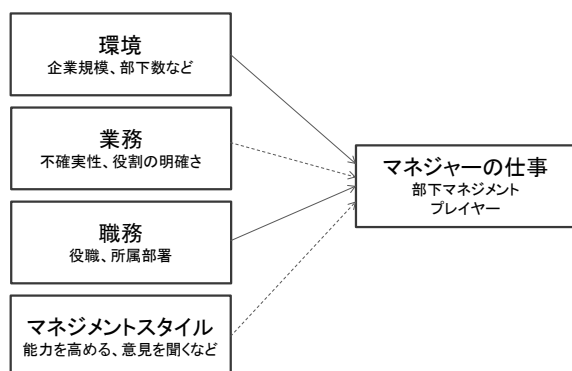 環境
企業規模、部下数など
業務
不確実性、役割の明確さ
職務
役職、所属部署
マネジメントスタイル
能力を高める、意見を聞くなど
マネジャーの仕事
部下マネジメント
プレイヤー